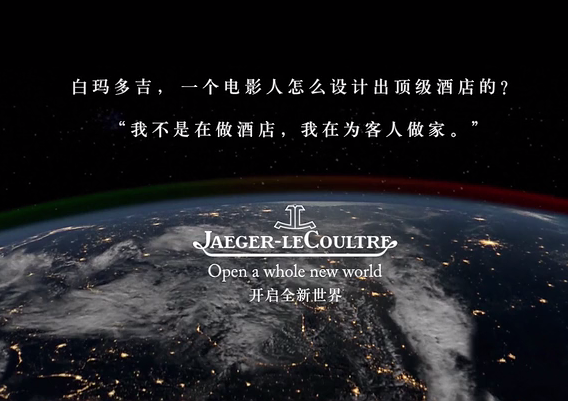 白玛多吉，一个电影人怎么设计出顶级酒店的？
“我不是在做酒店，我在为客人做家。”
JAEGER-LECOULTRE
Open a whole new world
开启全新世界